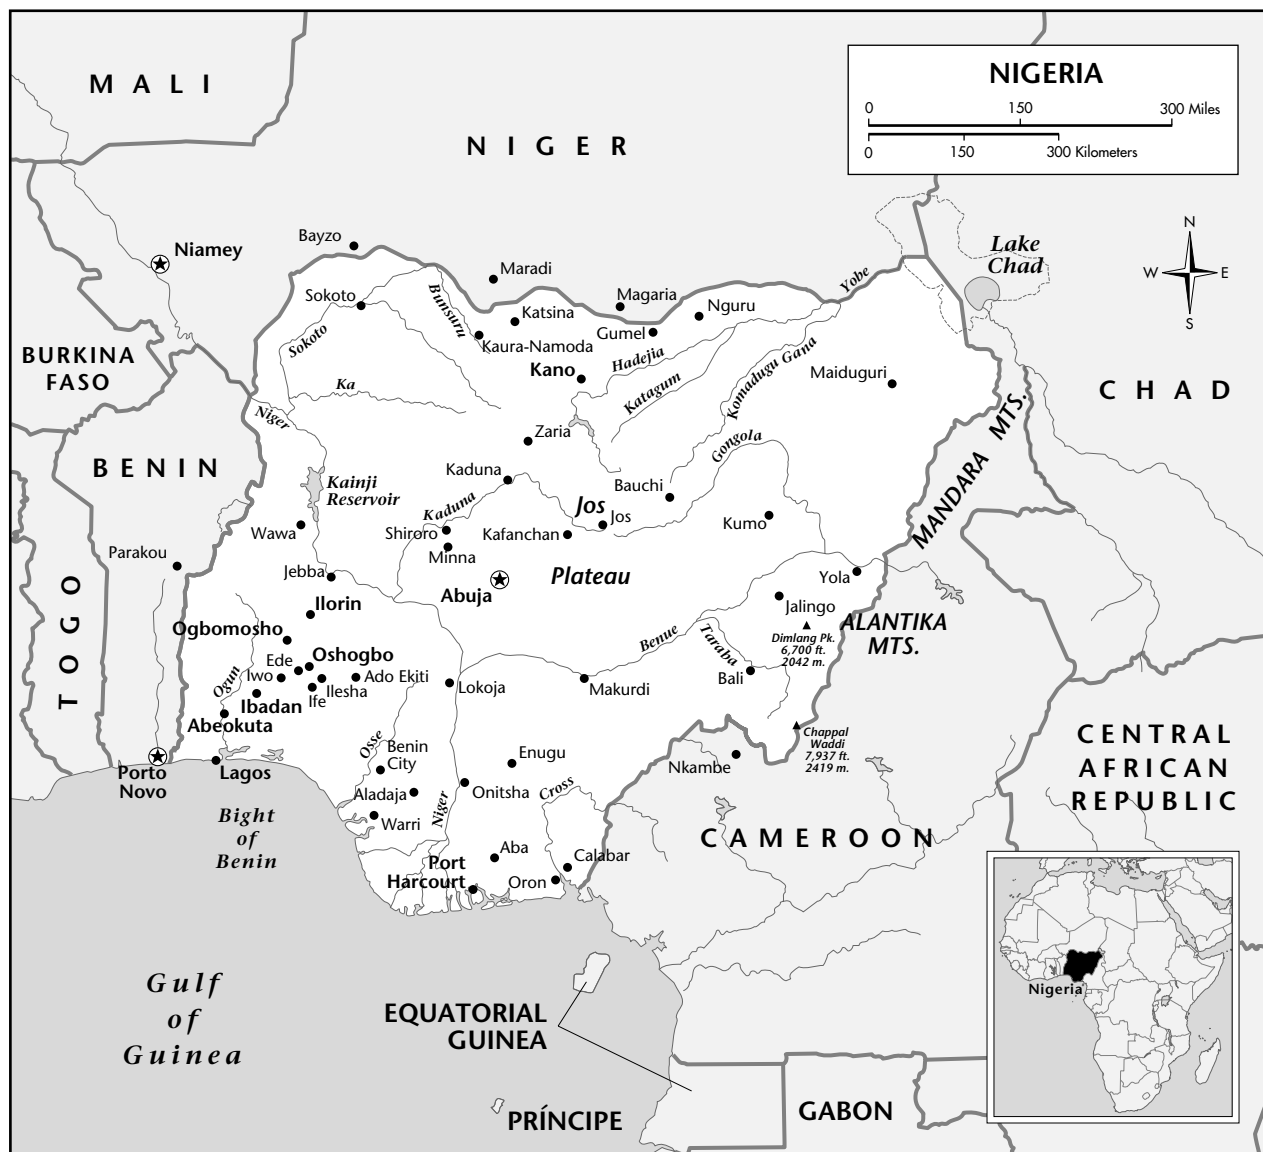 NIGERIA
0 150 300 Miles
0 150 300 Kilometers
MALI
NIGER
Niamey
Bayzo
Maradi
Lake
Chad
N
W E
S
Sokoto
Bunsuru
Katsina
Magaria
Nguru
Yobe
Sokoto
Kaura-Namoda
Gumel
Hadejia
BURKINA
FASO
Kano
Katagum
Komadugu Gana
Maiduguri
CHAD
Ka
Niger
Zaria
Gongola
MANDARA MTS.
BENIN
Kainji
Reservoir
Kaduna
Kaduna
Bauchi
Jos
Jos
Kumo
Wawa
Shiroro
Minna
Kafanchan
Parakou
Jebba
Abuja
Plateau
Yola
TOGO
Ilorin
Jalingo
ALANTIKA
MTS.
Ogbomosho
Dimlang Pk.
6,700 ft.
2042 m.
Benue
Taraba
Oshogbo
Ede
Iwo
Ogun
Ilesha
Ife
Ado Ekiti
Lokoja
Makurdi
Bali
Ibadan
Abeokuta
Osse
Benin
City
Enugu
Nkambe
Chappal
Waddi
7,937 ft.
2419 m.
CENTRAL
AFRICAN
REPUBLIC
Porto
Novo
Lagos
Aladaja
Niger
Onitsha
Cross
Bight
of
Benin
Warri
CAMEROON
Port
Harcourt
Aba
Calabar
Oron
Gulf
of
Guinea
EQUATORIAL
GUINEA
Nigeria
PRÍNCIPE
GABON